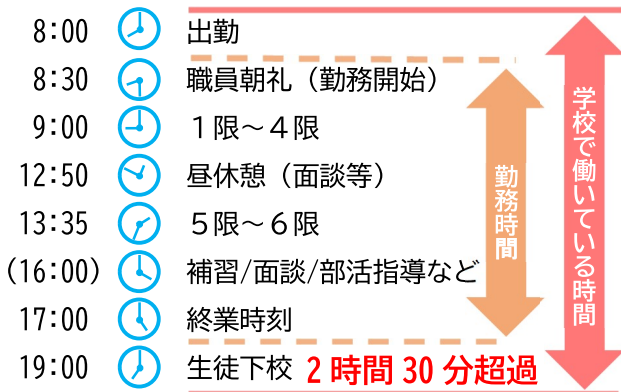 8:00 出勤
8:30 職員朝礼（勤務開始）
9:00 １限～４限
12:50 昼休憩（面談等）
13:35 ５限～６限
(16:00) 補習/面談/部活指導など
17:00 終業時刻
19:00 生徒下校 2時間30分超過
勤務時間
学校で働いている時間